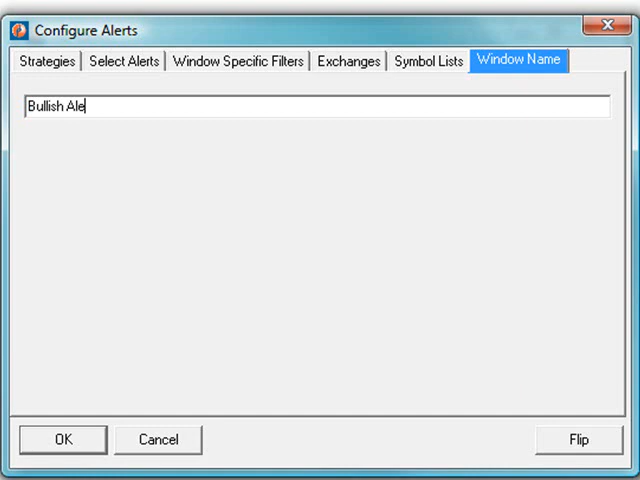 Configure Alerts
Strategies Select Alerts Window Specific Filters Exchanges Symbol Lists Window Name
Bullish Ale
OK Cancel Flip